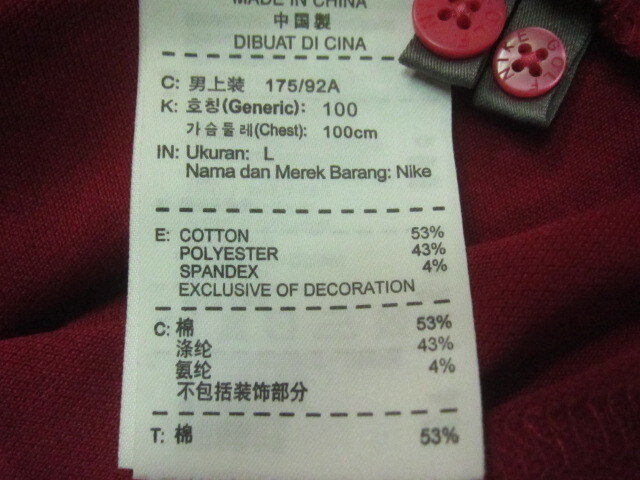 MADE IN CHINA
中国製
DIBUAT DI CINA
C: 男上装 175/92A
K: 호칭(Generic): 100
가슴둘레(Chest): 100cm
IN: Ukuran: L
Nama dan Merek Barang: Nike
E: COTTON 53%
POLYESTER 43%
SPANDEX 4%
EXCLUSIVE OF DECORATION
C: 棉 53%
涤纶 43%
氨纶 4%
不包括装饰部分
T: 棉 53%
NIKE GOLF